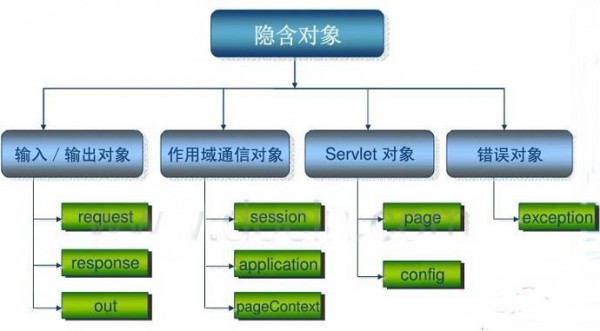 隐含对象
输入/输出对象
作用域通信对象
Servlet 对象
错误对象
request
session
page
exception
response
application
config
out
pageContext